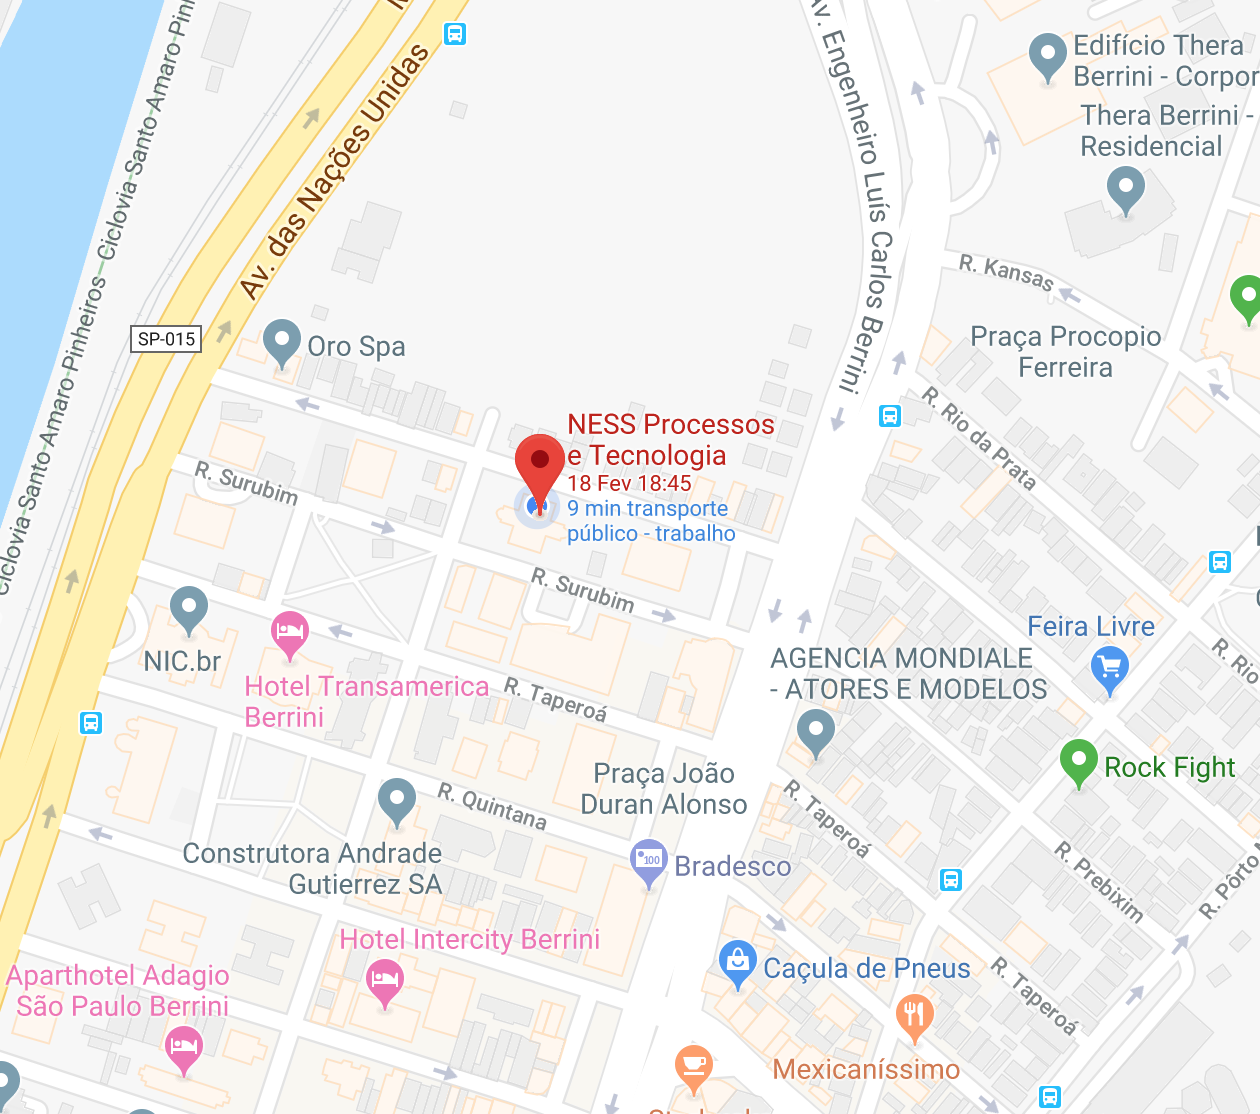 Ciclovia Santo Amaro Pinheiros
Av. das Nações Unidas
Av. Engenheiro Luís Carlos Berrini
Edifício Thera
Berrini - Corpor
Thera Berrini -
Residencial
R. Kansas
SP-015
Oro Spa
Praça Procopio
Ferreira
Ciclovia Santo Amaro Pinheiros
R. Rio da Prata
NESS Processos
e Tecnologia
18 Fev 18:45
9 min transporte
público - trabalho
R. Surubim
R. Surubim
Feira Livre
R. Rio
NIC.br
Hotel Transamerica
Berrini
AGENCIA MONDIALE
- ATORES E MODELOS
R. Taperoá
Praça João
Duran Alonso
Rock Fight
R. Quintana
R. Taperoá
Construtora Andrade
Gutierrez SA
100
Bradesco
R. Prebixim
R. Pôrto
Hotel Intercity Berrini
Aparthotel Adagio
São Paulo Berrini
Caçula de Pneus
R. Taperoá
Mexicaníssimo